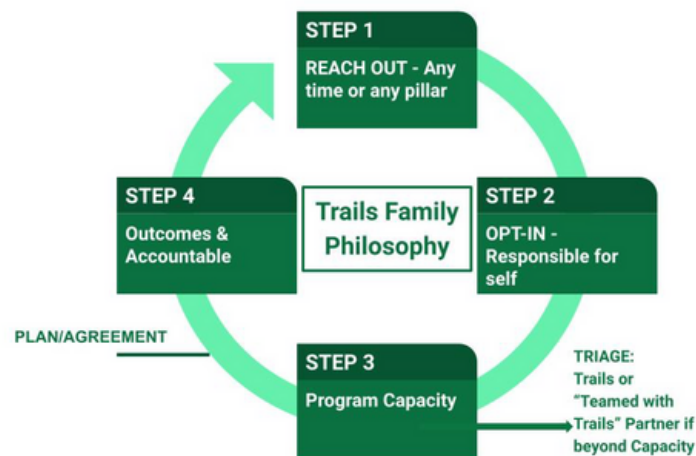 STEP 1
REACH OUT - Any
time or any pillar
STEP 4
Outcomes &
Accountable
Trails Family
Philosophy
STEP 2
OPT-IN -
Responsible for
self
PLAN/AGREEMENT
STEP 3
Program Capacity
TRIAGE:
Trails or
"Teamed with
Trails" Partner if
beyond Capacity